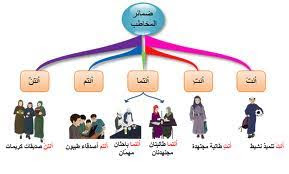 ضمائر
المخاطب
أنتَ
أنتِ
أنتما
أنتم
أنتنّ
أنتَ تلميذ نشيط
أنتِ طالبة مجتهدة
أنتما طالبتان
مجتهدتان
أنتما باحثان
مهمان
أنتم أصدقاء طيبون
أنتنّ صديقات كريمات